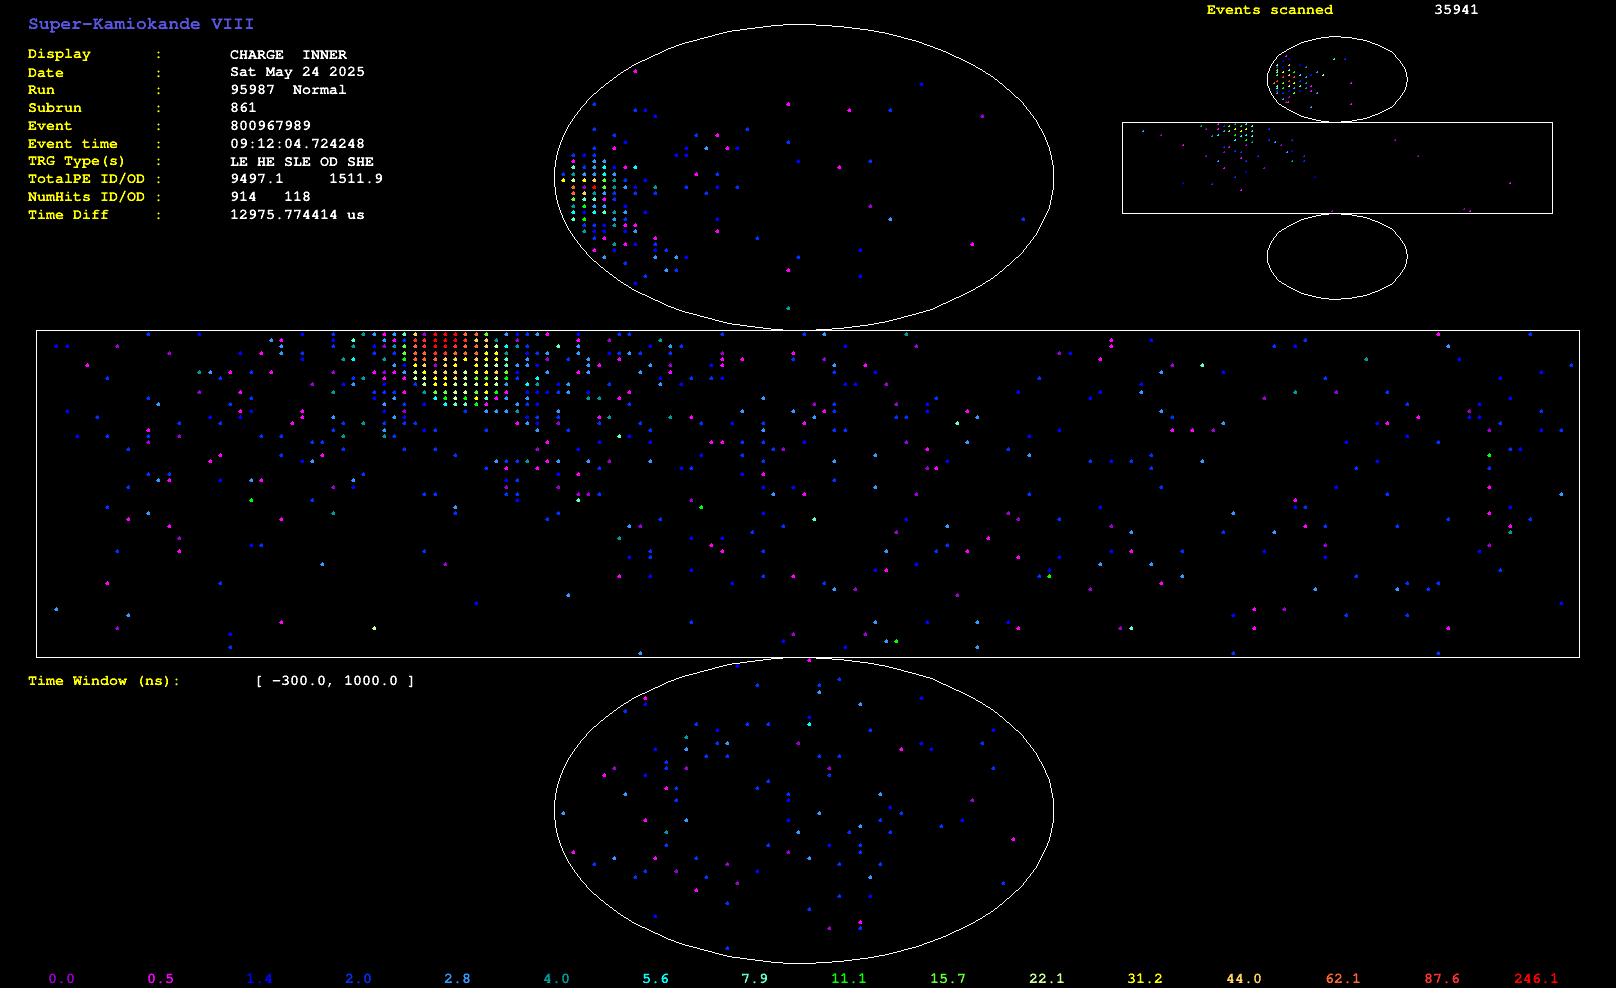 Super-Kamiokande VIII
Events scanned 35941
Display : CHARGE INNER
Date : Sat May 24 2025
Run : 95987 Normal
Subrun : 861
Event : 800967989
Event time : 09:12:04.724248
TRG Type(s) : LE HE SLE OD SHE
TotalPE ID/OD : 9497.1 1511.9
NumHits ID/OD : 914 118
Time Diff : 12975.774414 us
Time Window (ns): [ -300.0, 1000.0 ]
0.0 0.5 1.4 2.0 2.8 4.0 5.6 7.9 11.1 15.7 22.1 31.2 44.0 62.1 87.6 246.1